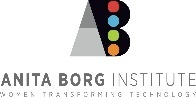 ANITA BORG INSTITUTE
WOMEN TRANSFORMING TECHNOLOGY